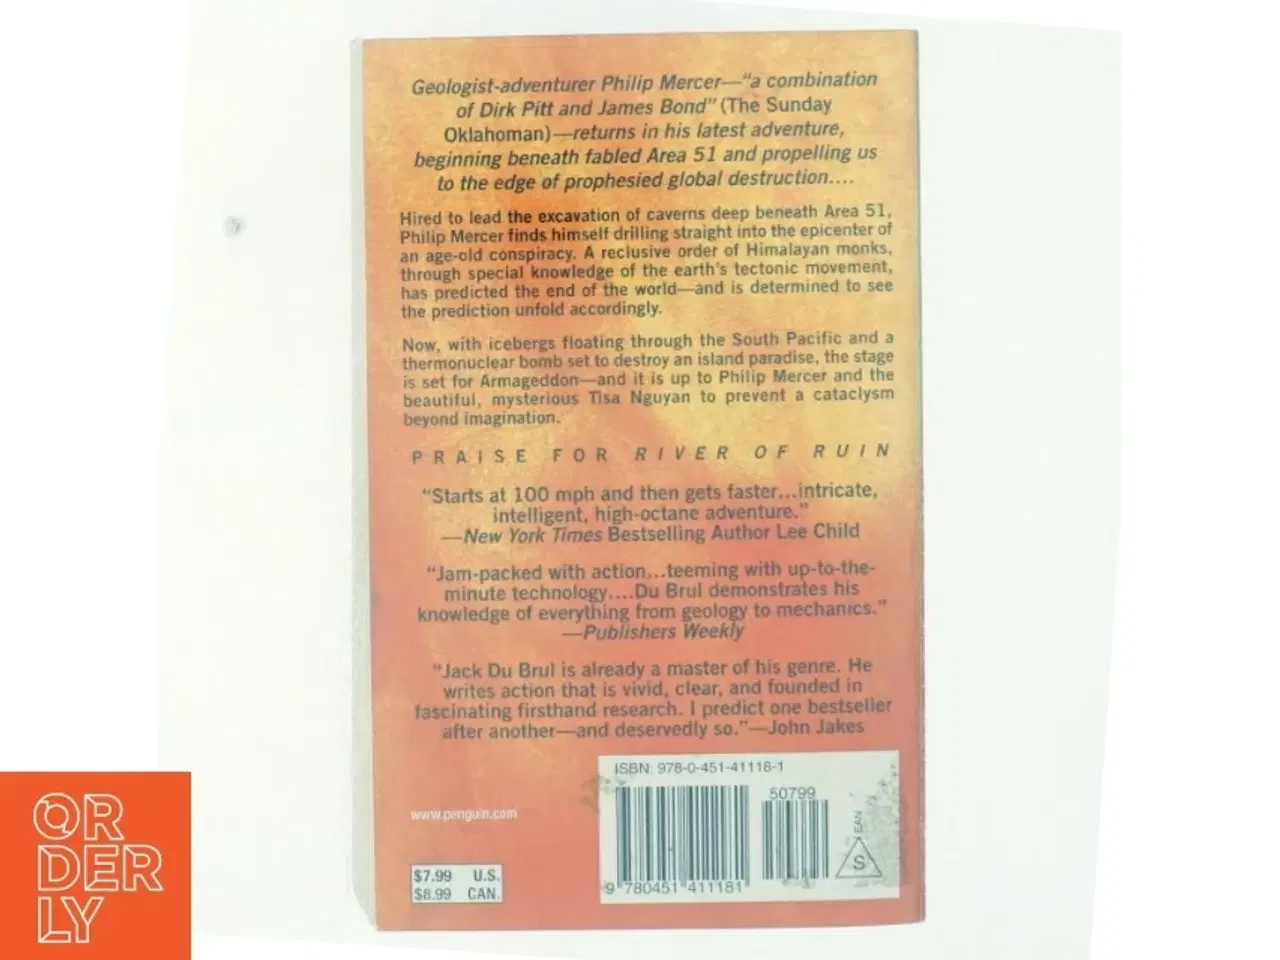 Geologist-adventurer Philip Mercer—"a combination
of Dirk Pitt and James Bond" (The Sunday
Oklahoman)—returns in his latest adventure,
beginning beneath fabled Area 51 and propelling us
to the edge of prophesied global destruction....
Hired to lead the excavation of caverns deep beneath Area 51,
Philip Mercer finds himself drilling straight into the epicenter of
an age-old conspiracy. A reclusive order of Himalayan monks,
through special knowledge of the earth's tectonic movement,
has predicted the end of the world—and is determined to see
the prediction unfold accordingly.
Now, with icebergs floating through the South Pacific and a
thermonuclear bomb set to destroy an island paradise, the stage
is set for Armageddon—and it is up to Philip Mercer and the
beautiful, mysterious Tisa Nguyan to prevent a cataclysm
beyond imagination.
PRAISE FOR RIVER OF RUIN
"Starts at 100 mph and then gets faster...intricate,
intelligent, high-octane adventure."
—New York Times Bestselling Author Lee Child
"Jam-packed with action...teeming with up-to-the-
minute technology....Du Brul demonstrates his
knowledge of everything from geology to mechanics."
—Publishers Weekly
"Jack Du Brul is already a master of his genre. He
writes action that is vivid, clear, and founded in
fascinating firsthand research. I predict one bestseller
after another—and deservedly so."—John Jakes
ISBN: 978-0-451-41118-1
50799
EAN
S
9 780451 411181
www.penguin.com
$7.99 U.S.
$8.99 CAN.
OR
DER
LY